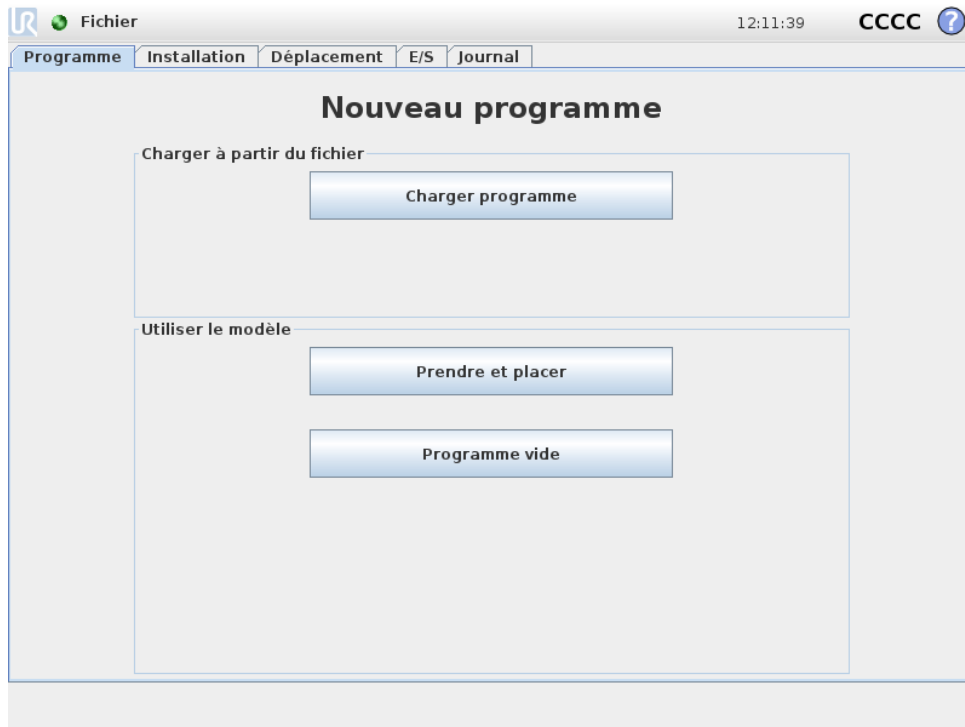 UR Fichier 12:11:39 CCCC ?
Programme Installation Déplacement E/S Journal
Nouveau programme
Charger à partir du fichier
Charger programme
Utiliser le modèle
Prendre et placer
Programme vide